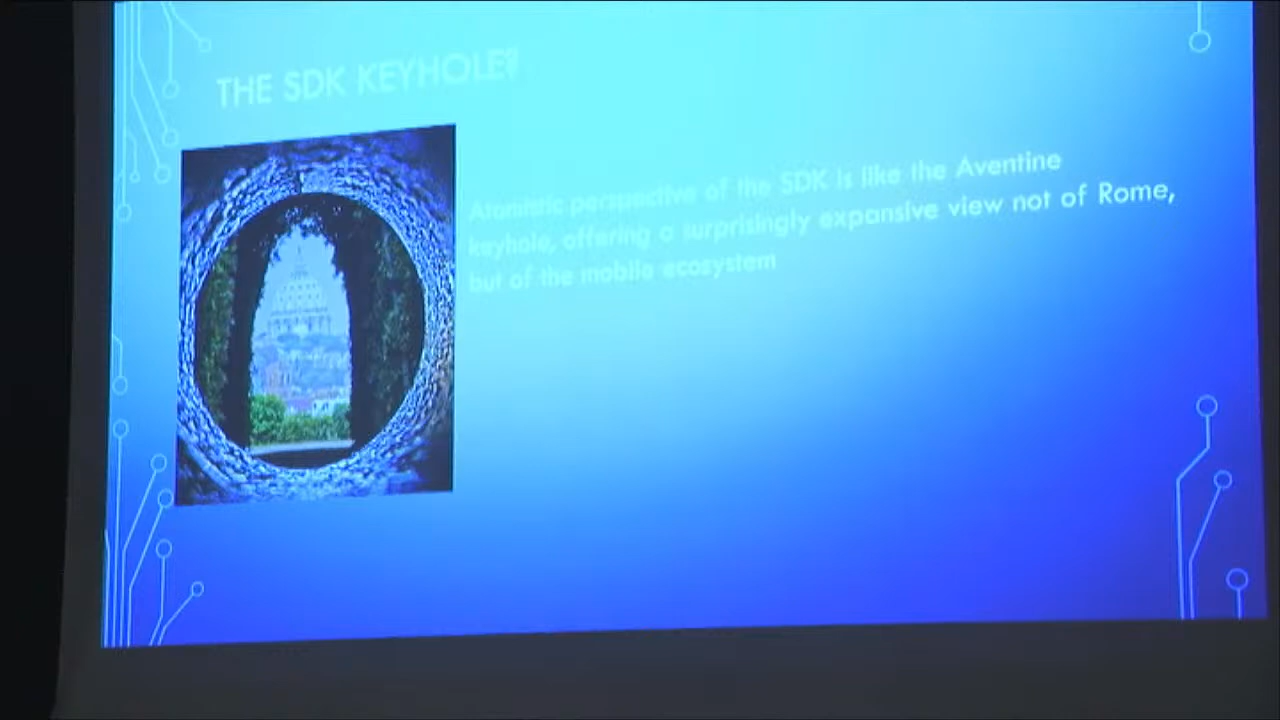 THE SDK KEYHOLE?
Atomistic perspective of the SDK is like the Aventine
keyhole, offering a surprisingly expansive view not of Rome,
but of the mobile ecosystem